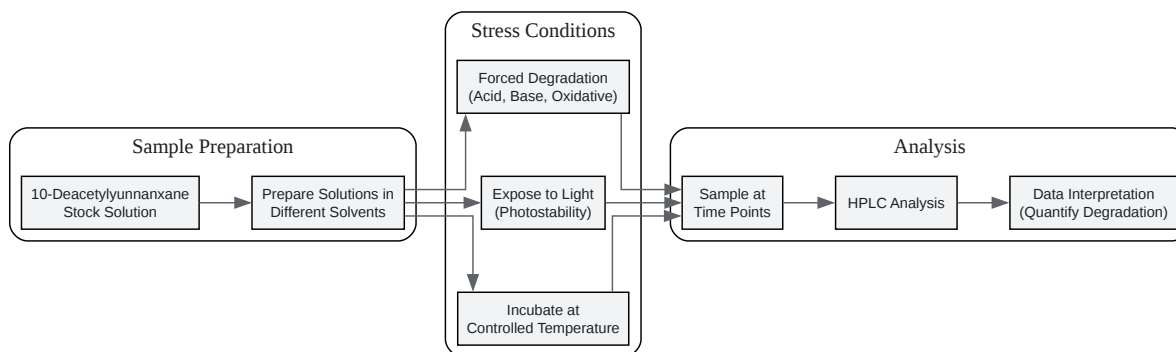 Sample Preparation
10-Deacetylyunnanxane
Stock Solution
Prepare Solutions in
Different Solvents
Stress Conditions
Forced Degradation
(Acid, Base, Oxidative)
Expose to Light
(Photostability)
Incubate at
Controlled Temperature
Analysis
Sample at
Time Points
HPLC Analysis
Data Interpretation
(Quantify Degradation)